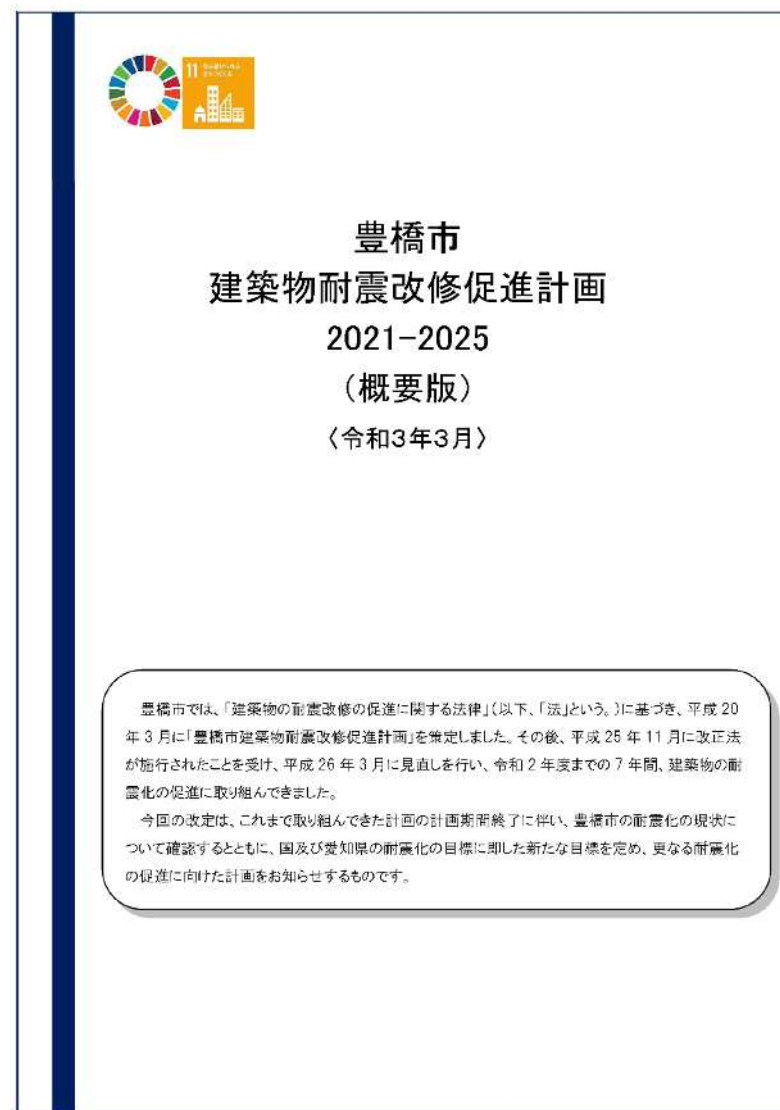 11
豊橋市
建築物耐震改修促進計画
2021-2025
（概要版）
〈令和3年3月〉
豊橋市では、「建築物の耐震改修の促進に関する法律」（以下、「法」という。）に基づき、平成 20
年 3 月に「豊橋市建築物耐震改修促進計画」を策定しました。その後、平成 25 年 11 月に改正法
が施行されたことを受け、平成 26 年 3 月に見直しを行い、令和 2 年度までの 7 年間、建築物の耐
震化の促進に取り組んできました。
今回の改定は、これまで取り組んできた計画の計画期間終了に伴い、豊橋市の耐震化の現状に
ついて確認するとともに、国及び愛知県の耐震化の目標に即した新たな目標を定め、更なる耐震化
の促進に向けた計画をお知らせするものです。